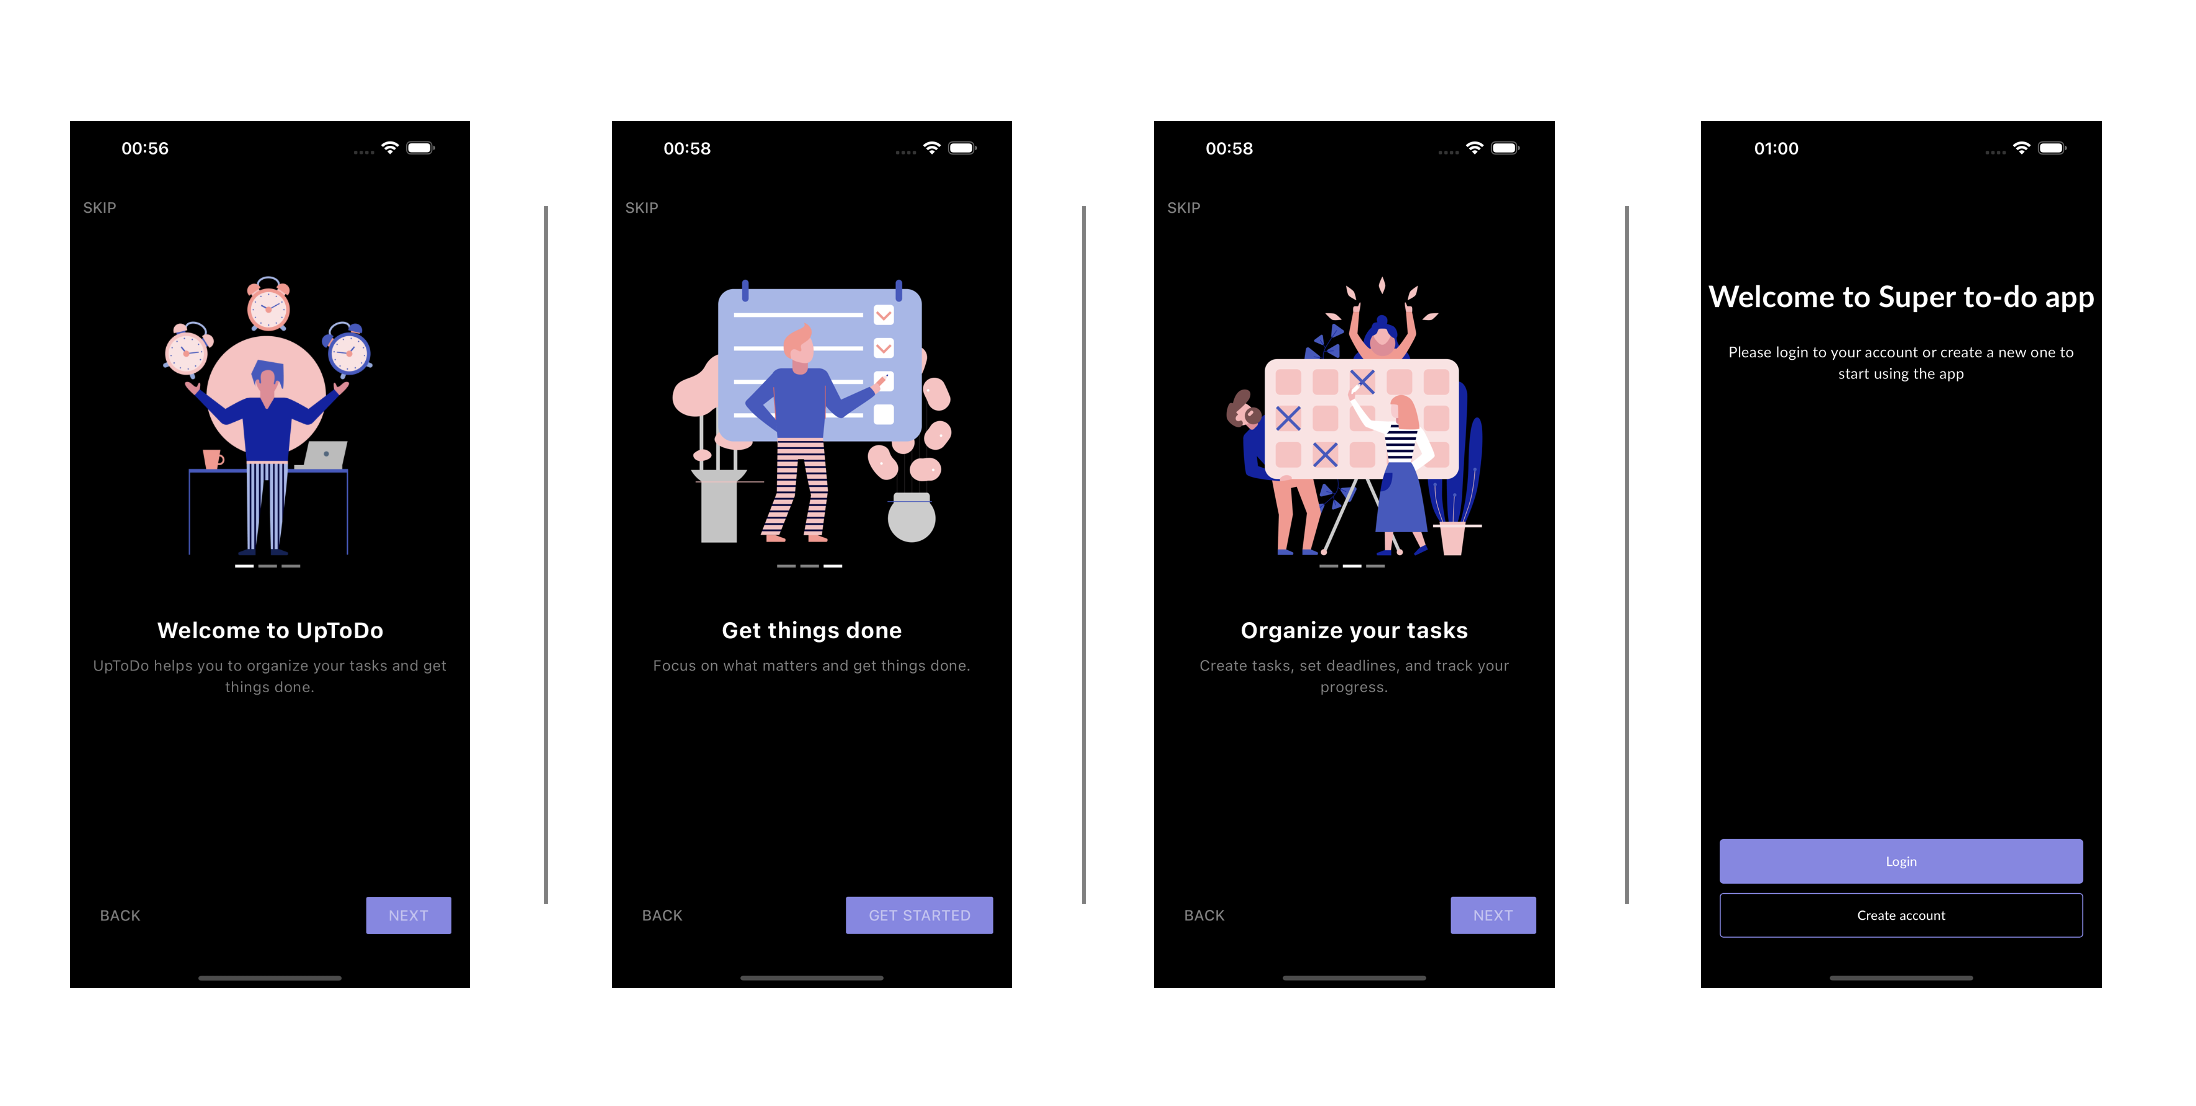 00:56
SKIP
Welcome to UpToDo
UpToDo helps you to organize your tasks and get
things done.
BACK
NEXT
00:58
SKIP
Get things done
Focus on what matters and get things done.
BACK
GET STARTED
00:58
SKIP
Organize your tasks
Create tasks, set deadlines, and track your
progress.
BACK
NEXT
01:00
Welcome to Super to-do app
Please login to your account or create a new one to
start using the app
Login
Create account